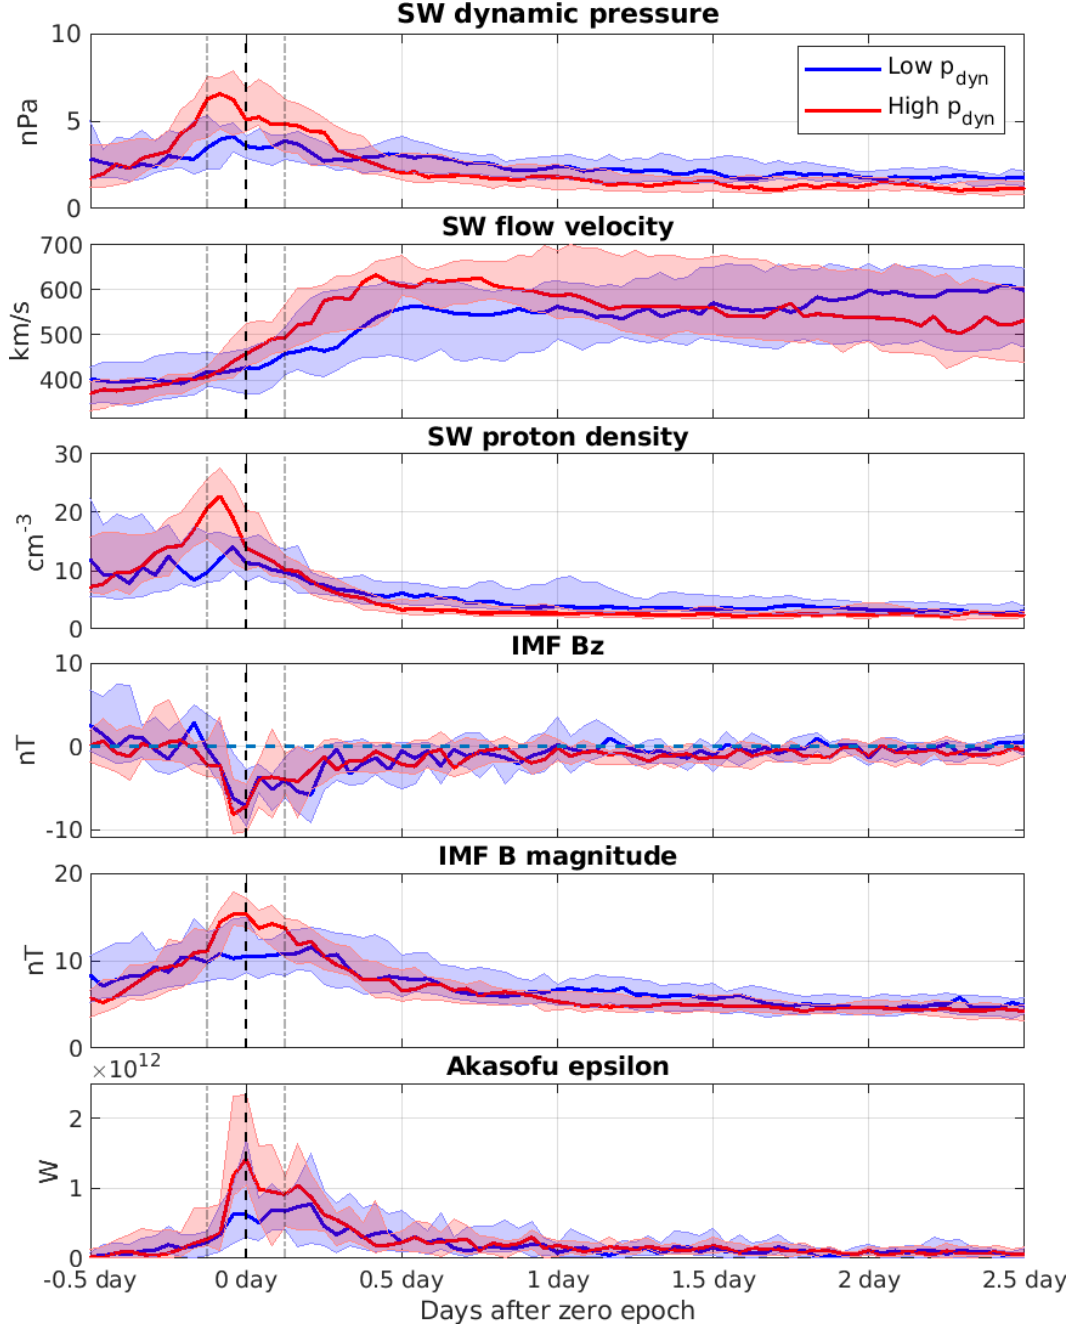 SW dynamic pressure
10
5
0
nPa
Low p_dyn
High p_dyn
SW flow velocity
700
600
500
400
km/s
SW proton density
30
20
10
0
cm^-3
IMF Bz
10
0
-10
nT
IMF B magnitude
20
10
0
nT
×10^12
Akasofu epsilon
2
1
0
W
-0.5 day
0 day
0.5 day
1 day
1.5 day
2 day
2.5 day
Days after zero epoch